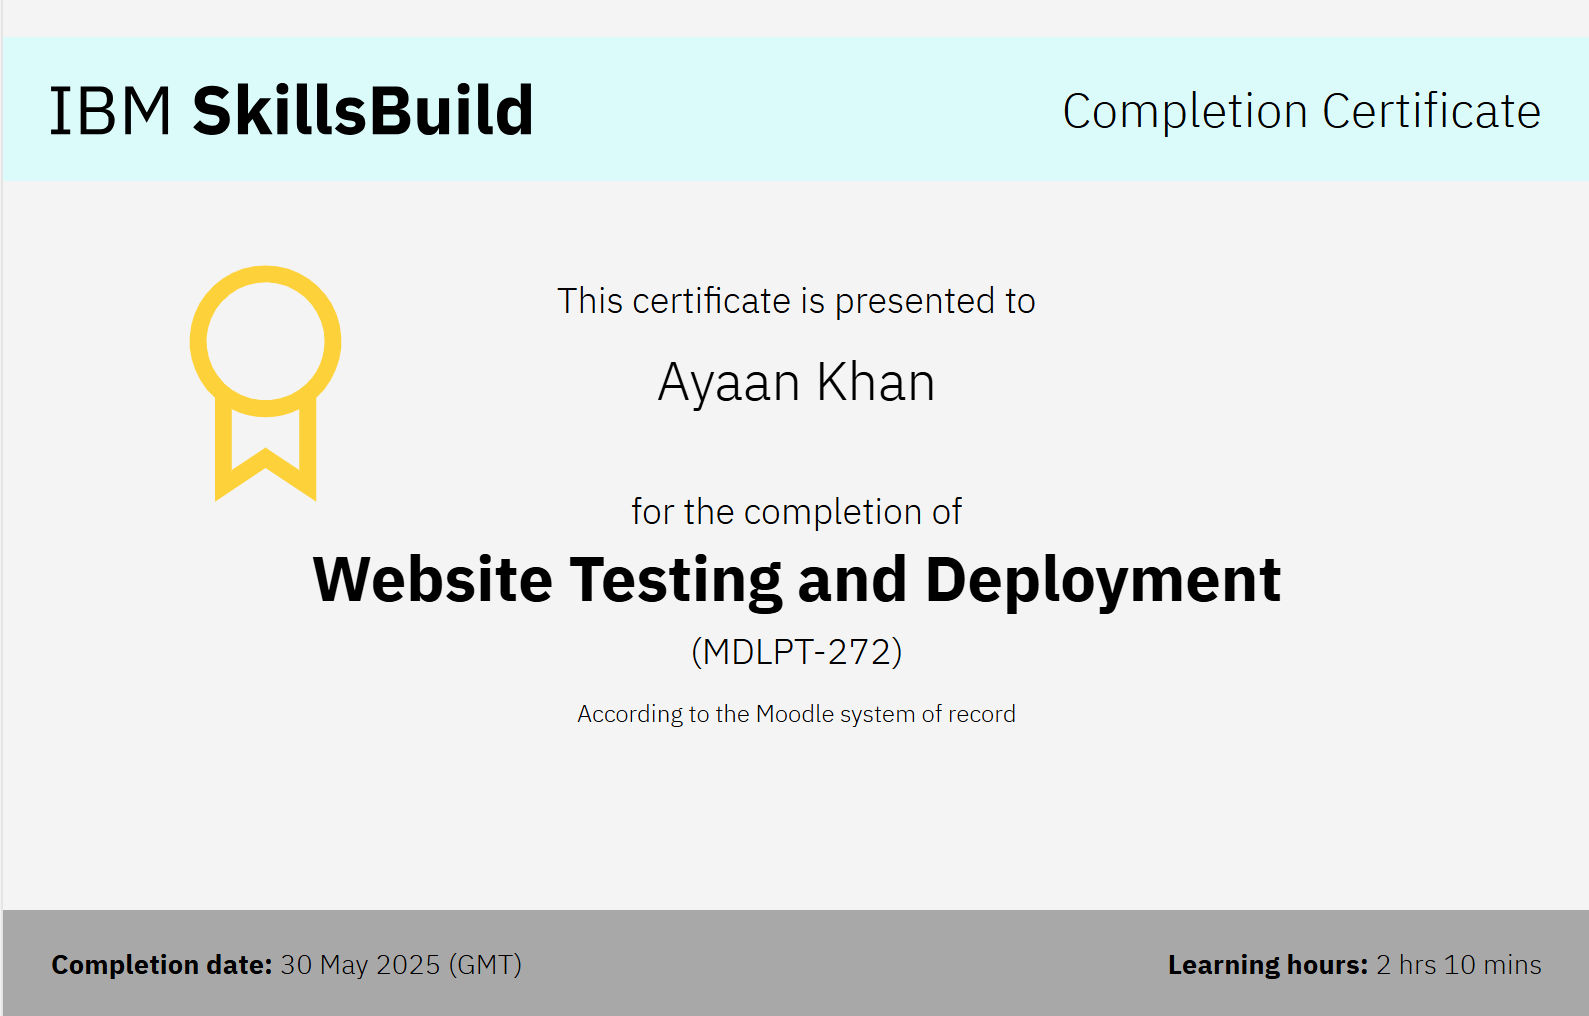 IBM SkillsBuild
Completion Certificate
This certificate is presented to
Ayaan Khan
for the completion of
Website Testing and Deployment
(MDLPT-272)
According to the Moodle system of record
Completion date: 30 May 2025 (GMT)
Learning hours: 2 hrs 10 mins